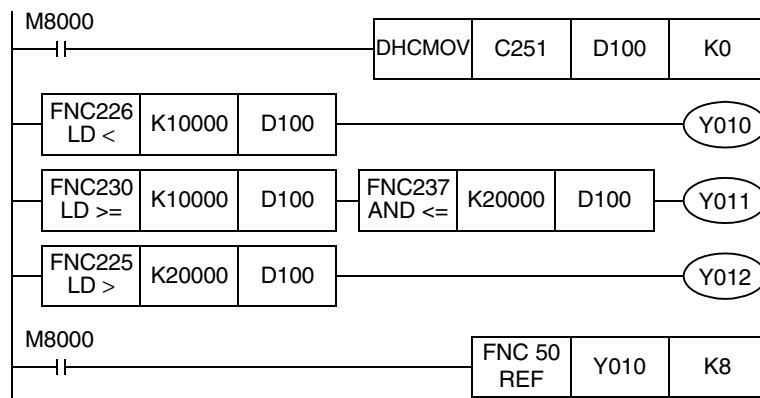 M8000
DHCMOV C251 D100 K0
FNC226 LD < K10000 D100 Y010
FNC230 LD >= K10000 D100 FNC237 AND <= K20000 D100 Y011
FNC225 LD > K20000 D100 Y012
M8000
FNC 50 REF Y010 K8